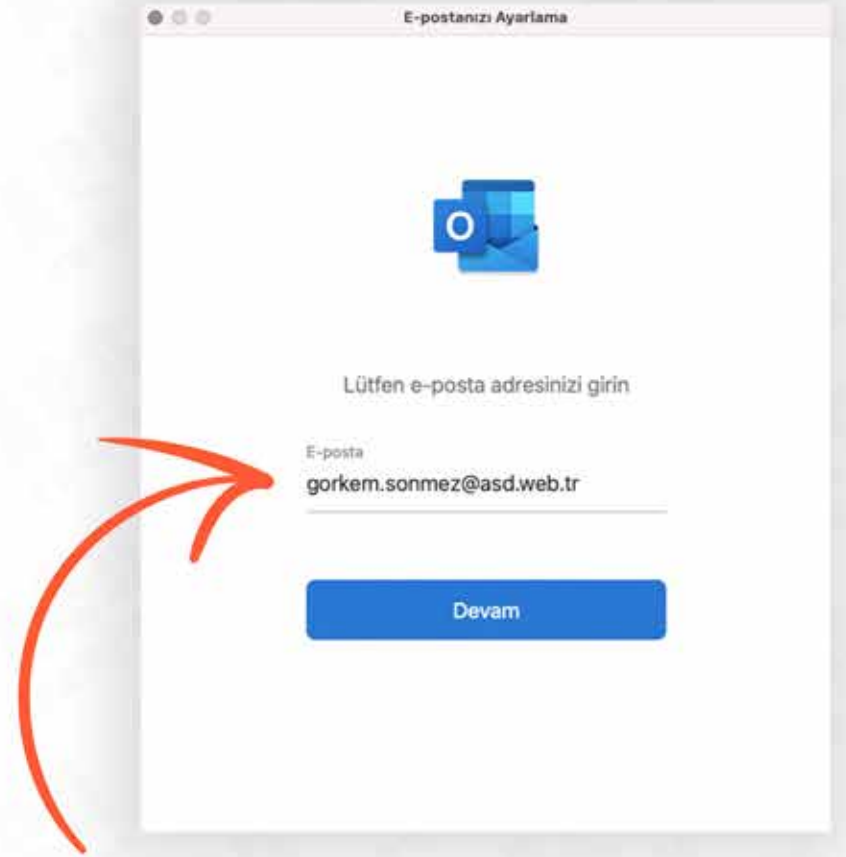 E-postanızı Ayarlama
O
Lütfen e-posta adresinizi girin
E-posta
gorkem.sonmez@asd.web.tr
Devam